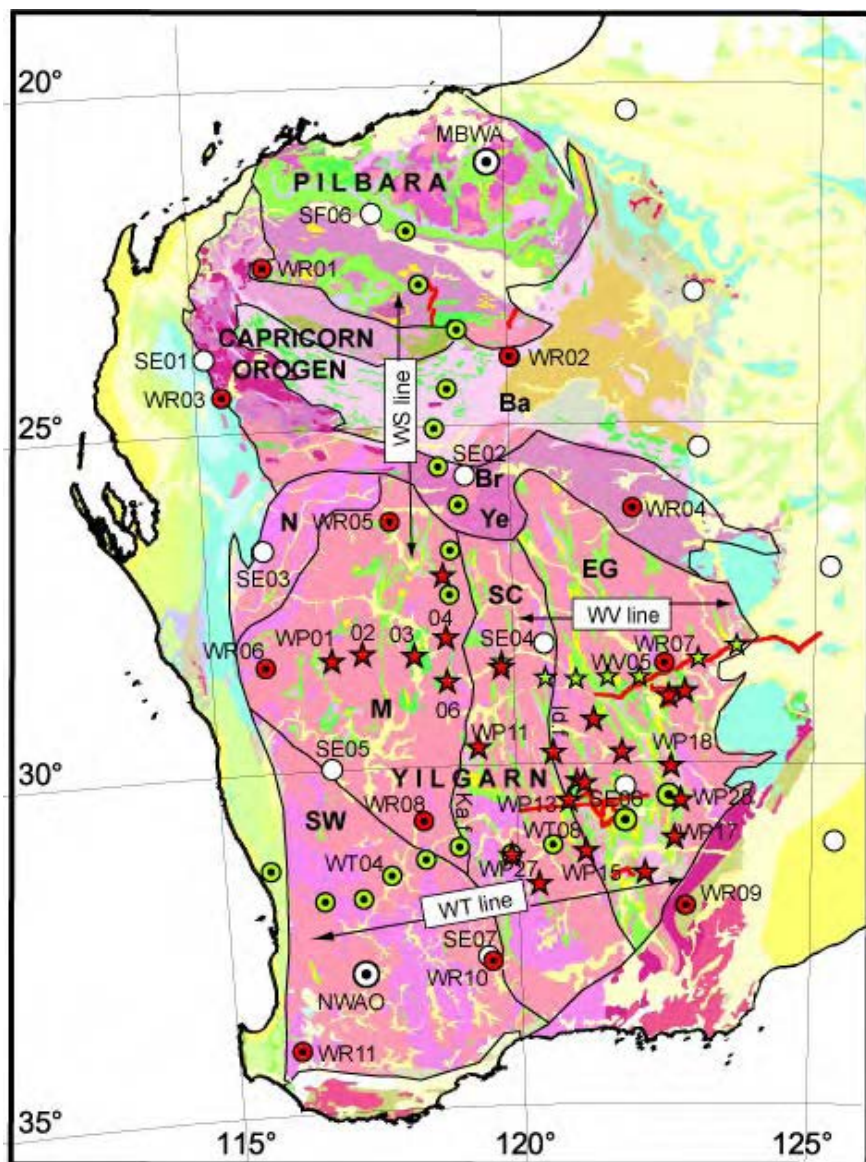 20°
MBWA
PILBARA
SF06
WR01
CAPRICORN
OROGEN
SE01
WR02
WR03
WS line
Ba
SE02
Br
WR04
N
WR05
Ye
SE03
SC
EG
25°
WV line
04
WP01
02
03
SE04
WR07
WR06
WV05
06
M
Id.f
WP11
WP18
SE05
30°
YILGARN
WR08
Ka.f
WP13
SE06
WP28
SW
WT08
WP17
WT04
WP27
WP15
WT line
WR09
SE07
WR10
NWAO
WR11
35°
115°
120°
125°